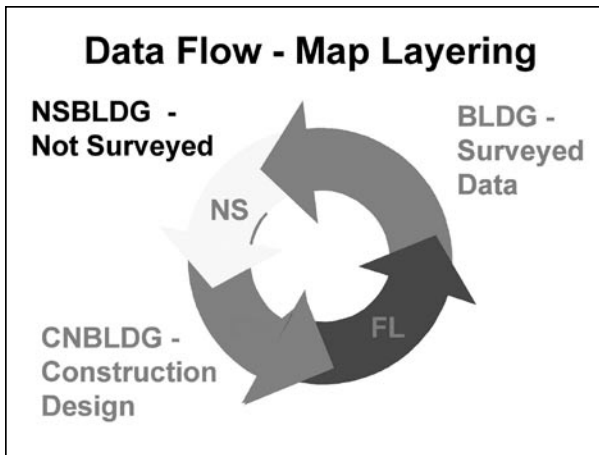 Data Flow - Map Layering
NSBLDG -
Not Surveyed
BLDG -
Surveyed
Data
NS
FL
CNBLDG -
Construction
Design